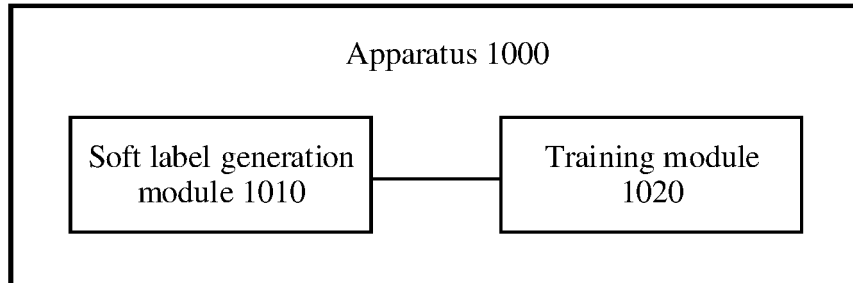 Apparatus 1000
Soft label generation
module 1010
Training module
1020